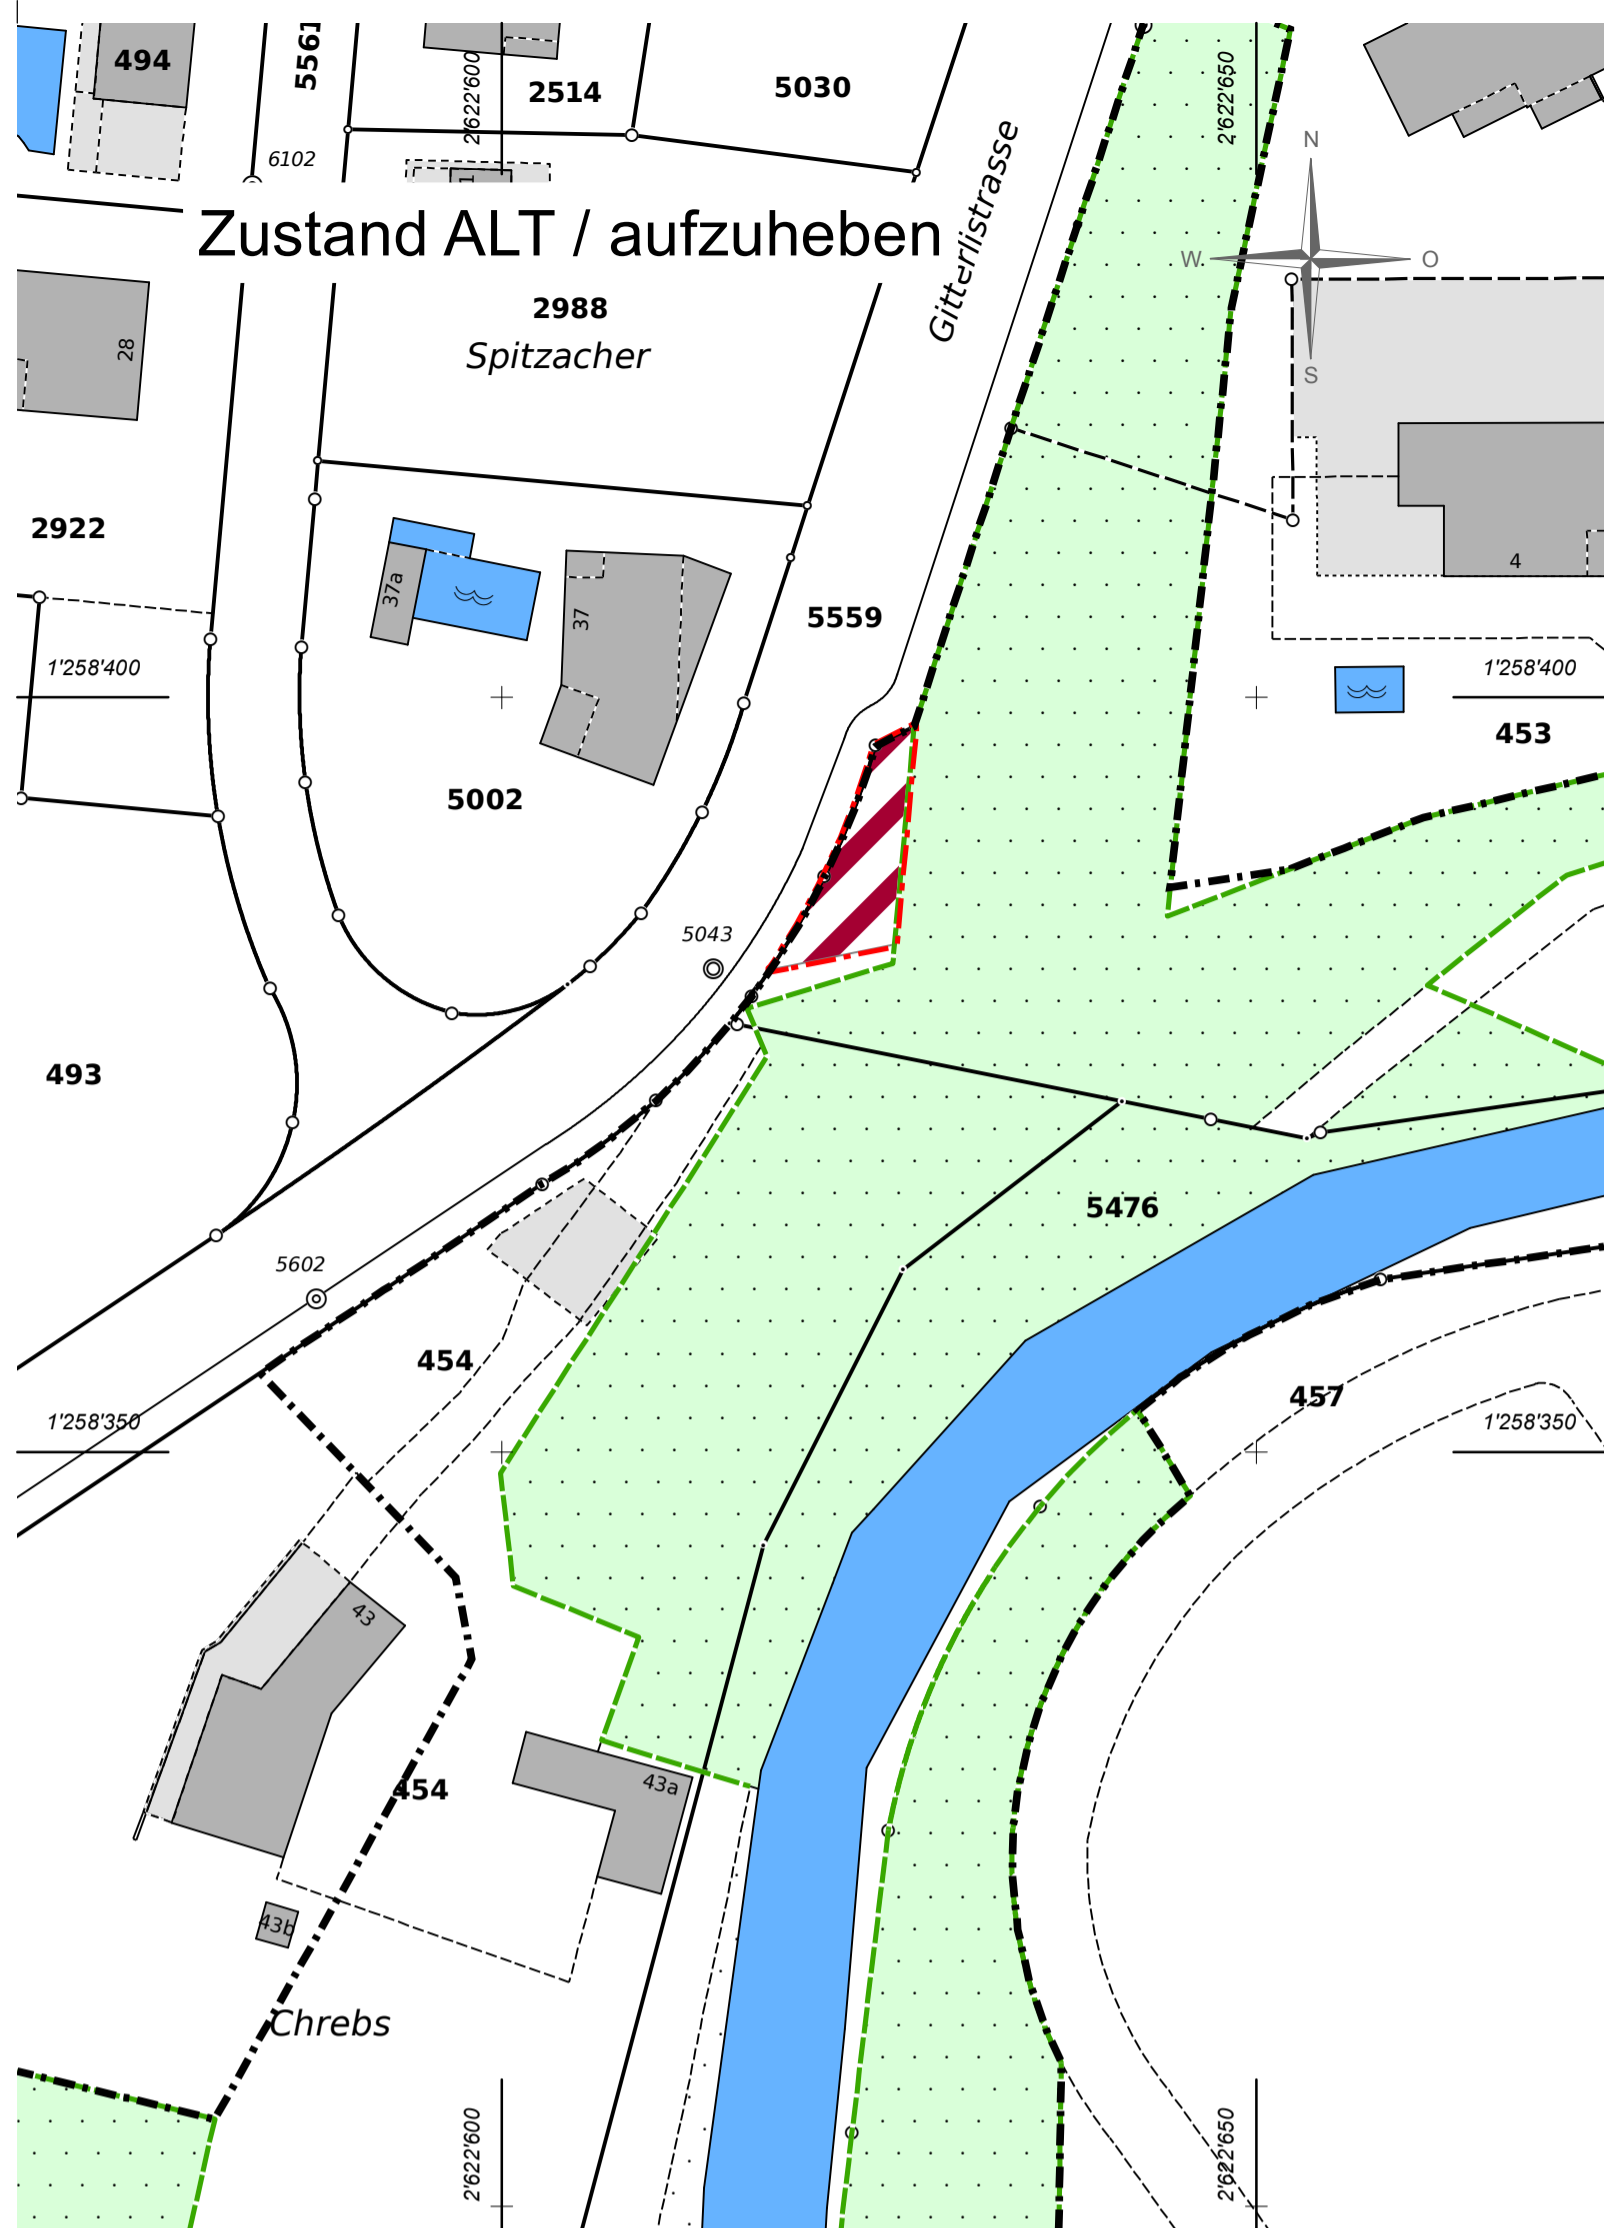 494
5561
2'622'600
2514
5030
2'622'650
6102
1
N
Zustand ALT / aufzuheben
Gitterlistrasse
W
O
S
28
2988
Spitzacher
2922
37a
37
4
5559
1'258'400
1'258'400
453
5002
5043
493
5476
5602
454
457
1'258'350
1'258'350
43
43a
454
43b
Chrebs
2'622'600
2'622'650